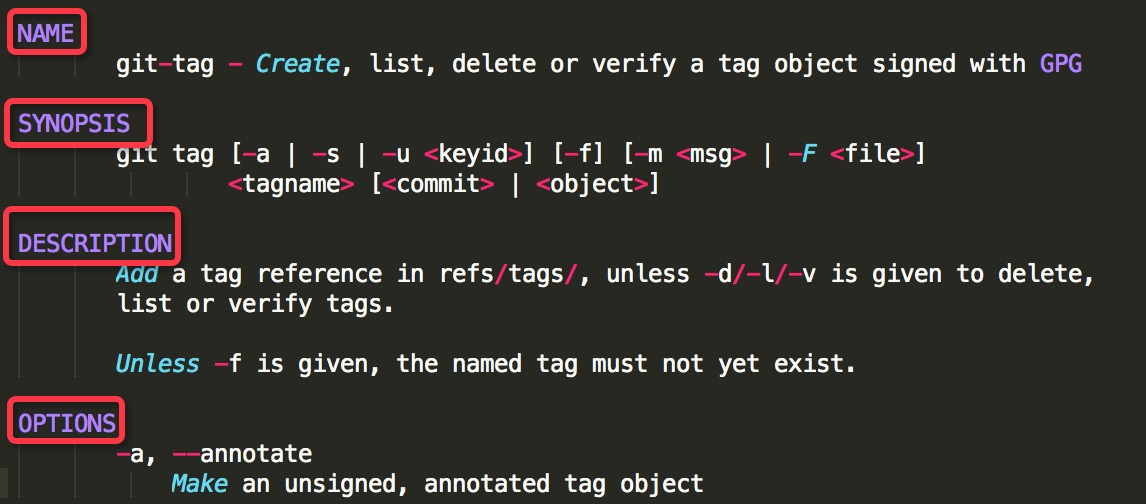 NAME
git-tag - Create, list, delete or verify a tag object signed with GPG
SYNOPSIS
git tag [-a | -s | -u <keyid>] [-f] [-m <msg> | -F <file>]
<tagname> [<commit> | <object>]
DESCRIPTION
Add a tag reference in refs/tags/, unless -d/-l/-v is given to delete,
list or verify tags.
Unless -f is given, the named tag must not yet exist.
OPTIONS
-a, --annotate
Make an unsigned, annotated tag object